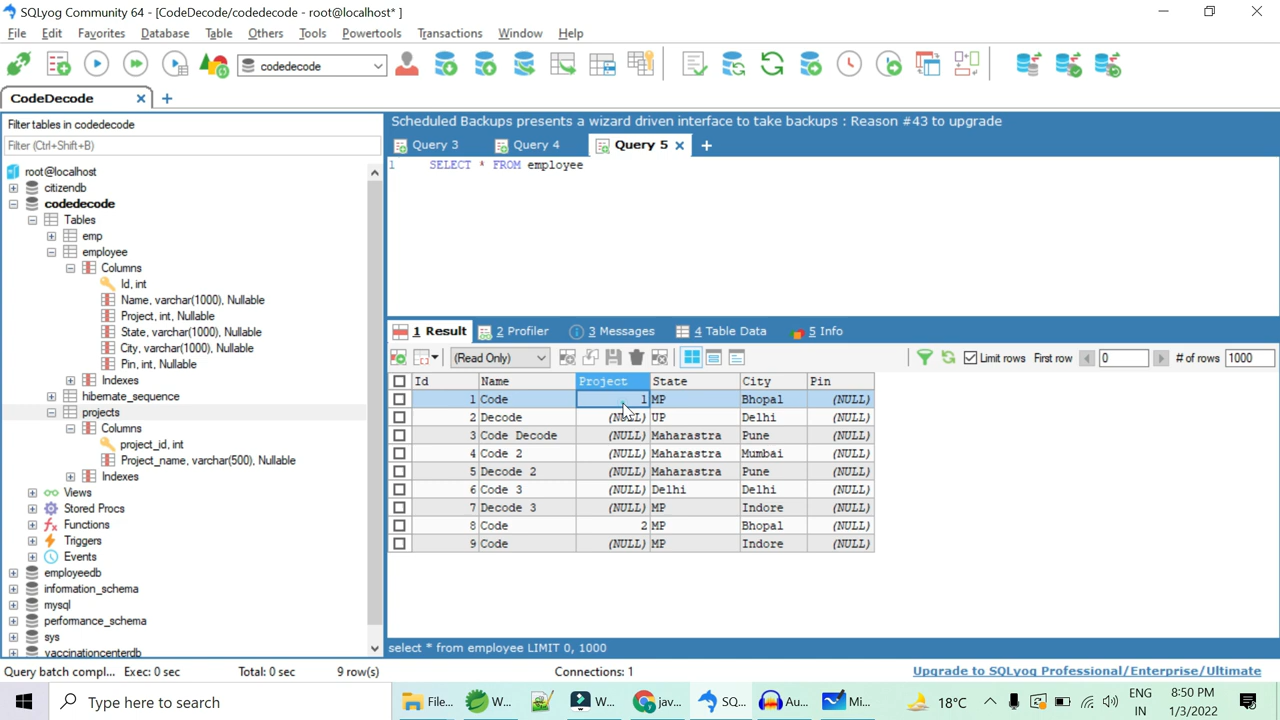 SQLyog Community 64 - [CodeDecode/codedecode - root@localhost* ]
File Edit Favorites Database Table Others Tools Powertools Transactions Window Help
codedecode
CodeDecode
Filter tables in codedecode
Filter (Ctrl+Shift+B)
root@localhost
citizendb
codedecode
Tables
emp
employee
Columns
Id, int
Name, varchar(1000), Nullable
Project, int, Nullable
State, varchar(1000), Nullable
City, varchar(1000), Nullable
Pin, int, Nullable
Indexes
hibernate_sequence
projects
Columns
project_id, int
Project_name, varchar(500), Nullable
Indexes
Views
Stored Procs
Functions
Triggers
Events
employeedb
information_schema
mysql
performance_schema
sys
vaccinationcenterdb
Scheduled Backups presents a wizard driven interface to take backups : Reason #43 to upgrade
Query 3 Query 4 Query 5
1 SELECT * FROM employee
1 Result 2 Profiler 3 Messages 4 Table Data 5 Info
(Read Only) Limit rows First row 0 # of rows 1000
Id Name Project State City Pin
1 Code 1 MP Bhopal (NULL)
2 Decode (NULL) UP Delhi (NULL)
3 Code Decode (NULL) Maharastra Pune (NULL)
4 Code 2 (NULL) Maharastra Mumbai (NULL)
5 Decode 2 (NULL) Maharastra Pune (NULL)
6 Code 3 (NULL) Delhi Delhi (NULL)
7 Decode 3 (NULL) MP Indore (NULL)
8 Code 2 MP Bhopal (NULL)
9 Code (NULL) MP Indore (NULL)
select * from employee LIMIT 0, 1000
Query batch compl... Exec: 0 sec Total: 0 sec 9 row(s) Connections: 1 Upgrade to SQLyog Professional/Enterprise/Ultimate
Type here to search File... W... W... jav... SQ... Au... Mi... 18°C ENG IN 8:50 PM 1/3/2022